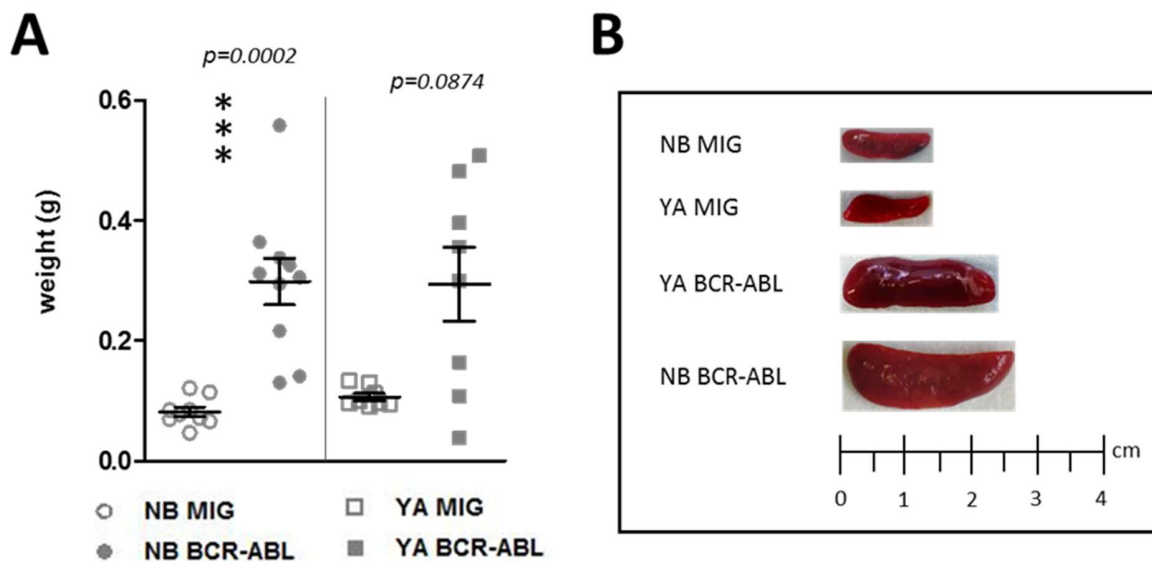 A
B
p=0.0002
p=0.0874
***
0.6
0.4
0.2
0.0
weight (g)
NB MIG
YA MIG
NB BCR-ABL
YA BCR-ABL
NB MIG
YA MIG
YA BCR-ABL
NB BCR-ABL
cm
0 1 2 3 4